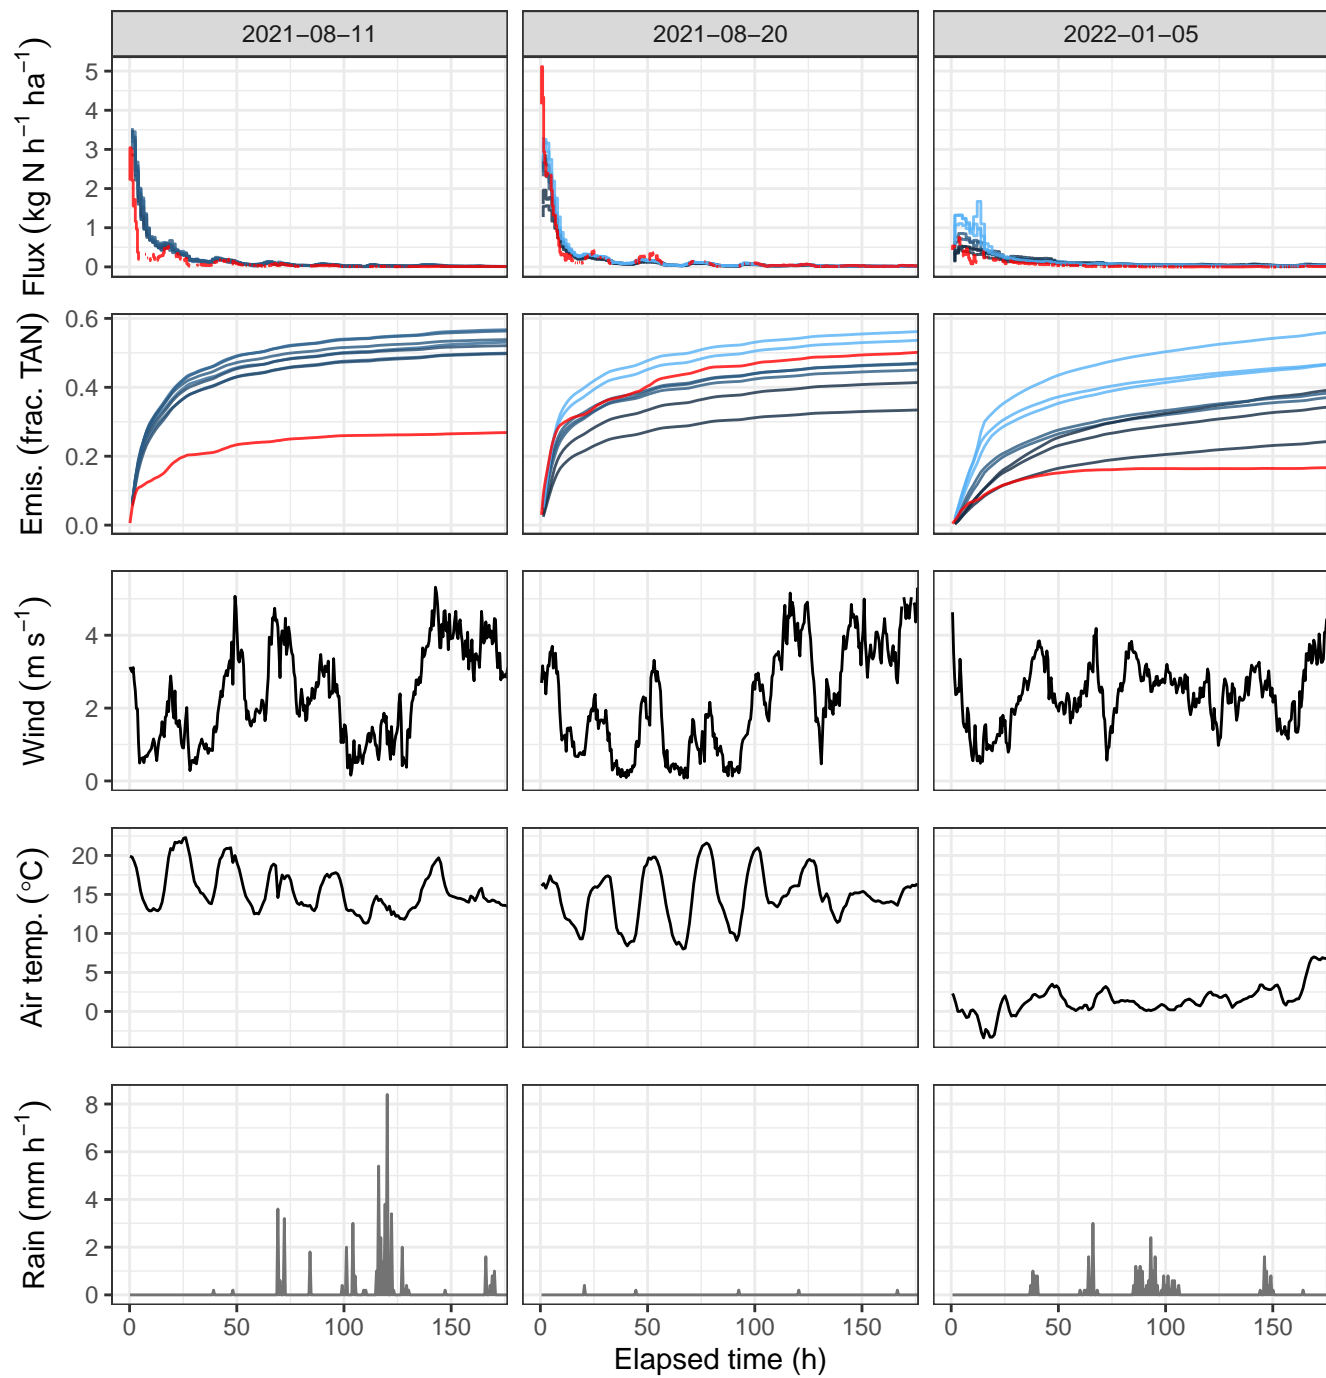 2021−08−11 2021−08−20 2022−01−05
Flux (kg N h⁻¹ ha⁻¹)
5
4
3
2
1
0
Emis. (frac. TAN)
0.6
0.4
0.2
0.0
Wind (m s⁻¹)
4
2
0
Air temp. (°C)
20
15
10
5
0
Rain (mm h⁻¹)
8
6
4
2
0
0 50 100 150 0 50 100 150 0 50 100 150
Elapsed time (h)